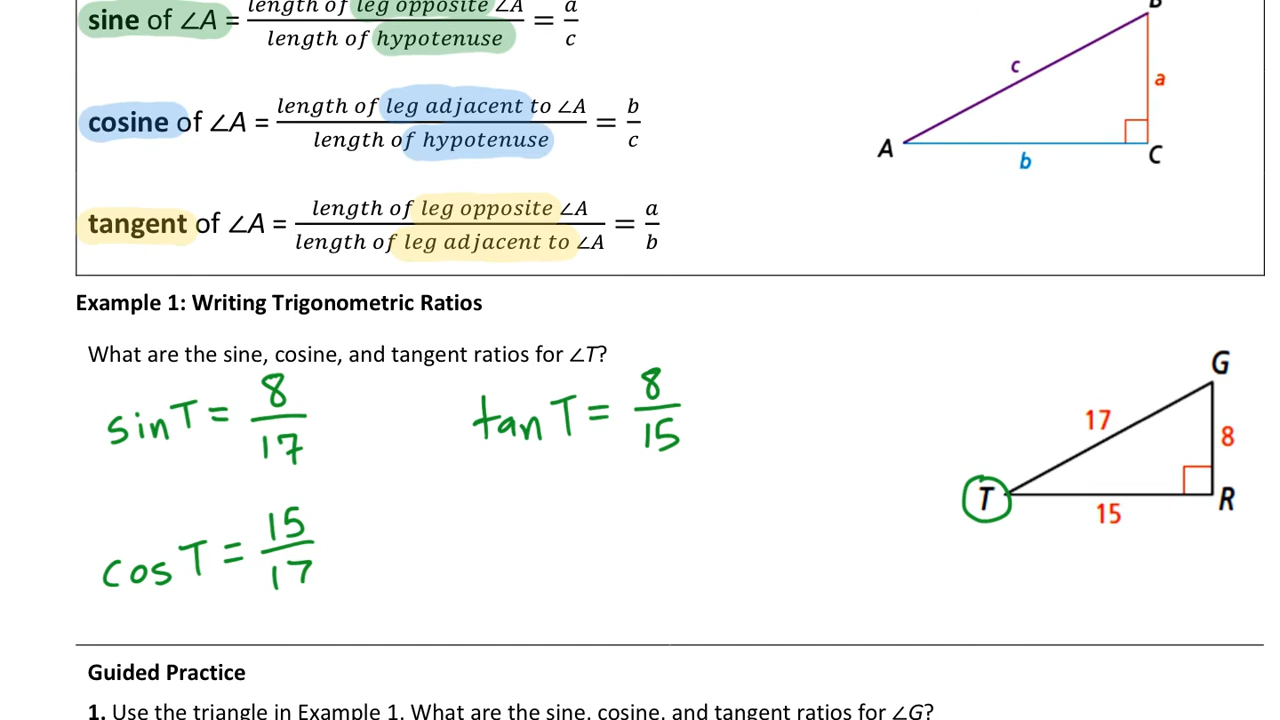 sine of ∠A = length of leg opposite ∠A / length of hypotenuse = a/c
B
c
a
cosine of ∠A = length of leg adjacent to ∠A / length of hypotenuse = b/c
A
b
C
tangent of ∠A = length of leg opposite ∠A / length of leg adjacent to ∠A = a/b
Example 1: Writing Trigonometric Ratios
What are the sine, cosine, and tangent ratios for ∠T?
sin T = 8/17
tan T = 8/15
G
17
8
T
R
15
cos T = 15/17
Guided Practice
1. Use the triangle in Example 1. What are the sine, cosine, and tangent ratios for ∠G?